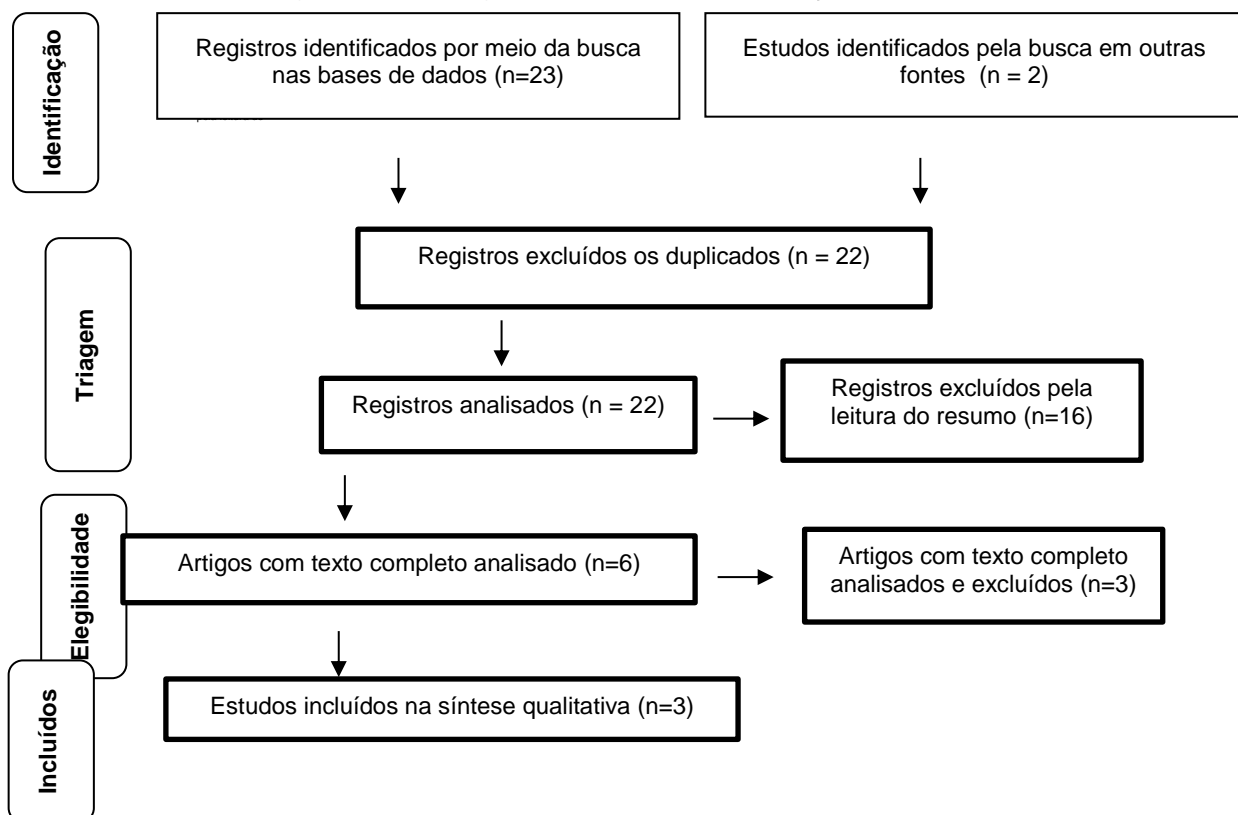 Identificação
Registros identificados por meio da busca
nas bases de dados (n=23)
Estudos identificados pela busca em outras
fontes (n = 2)
Triagem
Registros excluídos os duplicados (n = 22)
Registros analisados (n = 22)
Registros excluídos pela
leitura do resumo (n=16)
Elegibilidade
Artigos com texto completo analisado (n=6)
Artigos com texto completo
analisados e excluídos (n=3)
Incluídos
Estudos incluídos na síntese qualitativa (n=3)